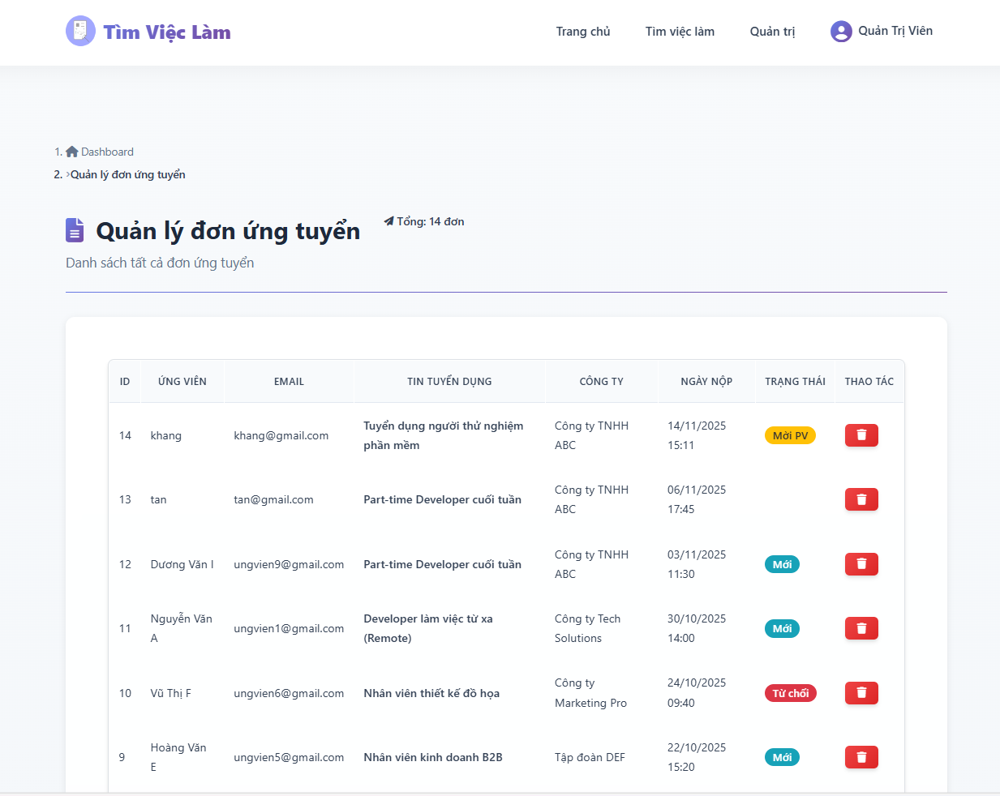 Tìm Việc Làm
Trang chủ
Tìm việc làm
Quản trị
Quản Trị Viên
1. Dashboard
2. ›Quản lý đơn ứng tuyển
Quản lý đơn ứng tuyển
Tổng: 14 đơn
Danh sách tất cả đơn ứng tuyển
ID ỨNG VIÊN EMAIL TIN TUYỂN DỤNG CÔNG TY NGÀY NỘP TRẠNG THÁI THAO TÁC
14 khang khang@gmail.com Tuyển dụng người thử nghiệm phần mềm Công ty TNHH ABC 14/11/2025 15:11 Mời PV
13 tan tan@gmail.com Part-time Developer cuối tuần Công ty TNHH ABC 06/11/2025 17:45
12 Dương Văn I ungvien9@gmail.com Part-time Developer cuối tuần Công ty TNHH ABC 03/11/2025 11:30 Mới
11 Nguyễn Văn A ungvien1@gmail.com Developer làm việc từ xa (Remote) Công ty Tech Solutions 30/10/2025 14:00 Mới
10 Vũ Thị F ungvien6@gmail.com Nhân viên thiết kế đồ họa Công ty Marketing Pro 24/10/2025 09:40 Từ chối
9 Hoàng Văn E ungvien5@gmail.com Nhân viên kinh doanh B2B Tập đoàn DEF 22/10/2025 15:20 Mới